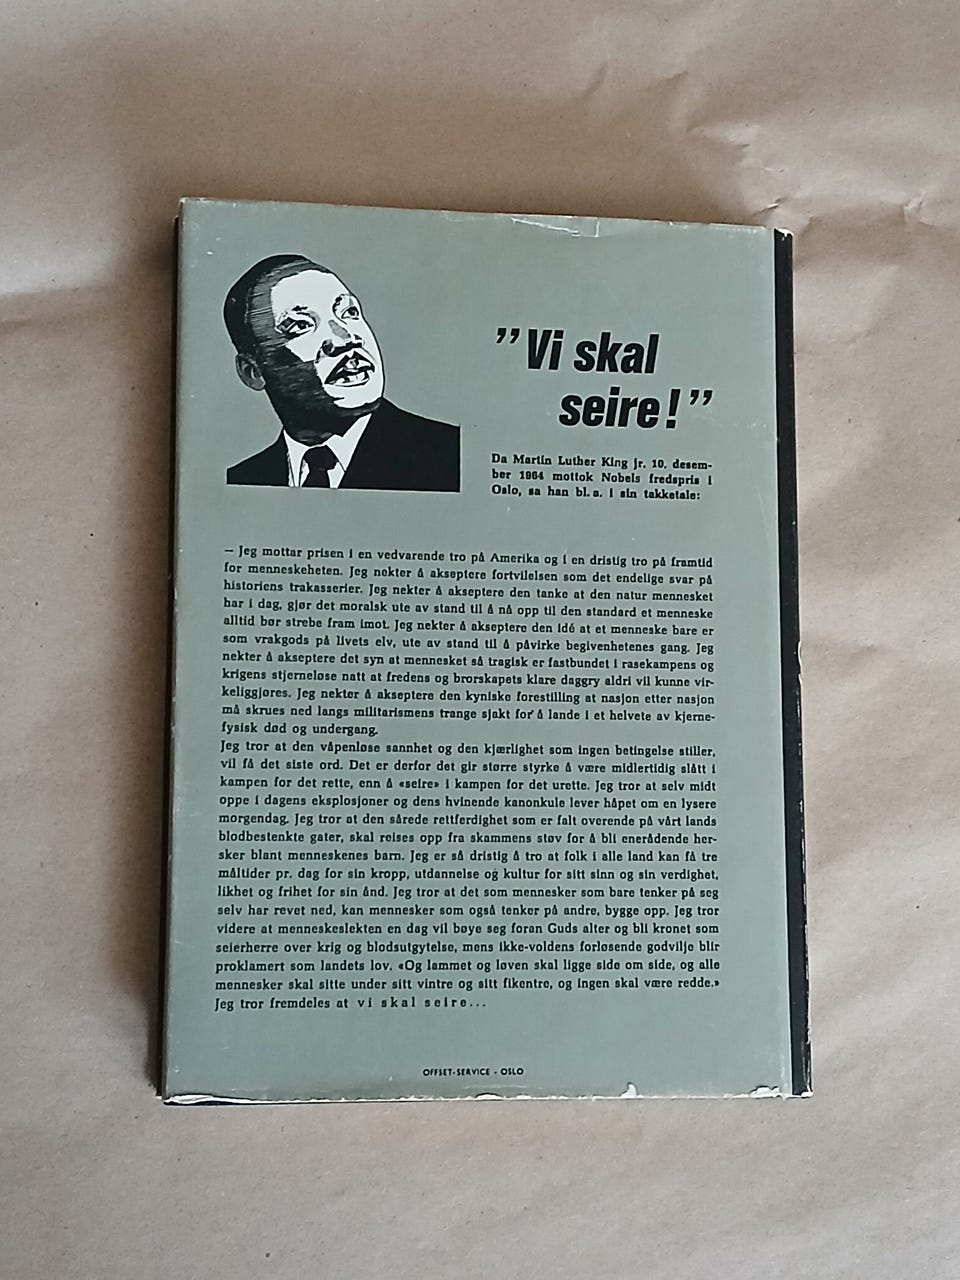 ”Vi skal
seire!”
Da Martin Luther King jr. 10. desem-
ber 1964 mottok Nobels fredspris i
Oslo, sa han bl. a. i sin takketale:
— Jeg mottar prisen i en vedvarende tro på Amerika og i en dristig tro på framtid
for menneskeheten. Jeg nekter å akseptere fortvilelsen som det endelige svar på
historiens trakasserier. Jeg nekter å akseptere den tanke at den natur mennesket
har i dag, gjør det moralsk ute av stand til å nå opp til den standard et menneske
alltid bør strebe fram imot. Jeg nekter å akseptere den idé at et menneske bare er
som vrakgods på livets elv, ute av stand til å påvirke begivenhetenes gang. Jeg
nekter å akseptere det syn at mennesket så tragisk er fastbundet i rasekampens og
krigens stjerneløse natt at fredens og brorskapets klare daggry aldri vil kunne vir-
keliggjøres. Jeg nekter å akseptere den kyniske forestilling at nasjon etter nasjon
må skrues ned langs militarismens trange sjakt for å lande i et helvete av kjerne-
fysisk død og undergang.
Jeg tror at den våpenløse sannhet og den kjærlighet som ingen betingelse stiller,
vil få det siste ord. Det er derfor det gir større styrke å være midlertidig slått i
kampen for det rette, enn å «seire» i kampen for det urette. Jeg tror at selv midt
oppe i dagens eksplosjoner og dens hvinende kanonkule lever håpet om en lysere
morgendag. Jeg tror at den sårede rettferdighet som er falt overende på vårt lands
blodbestenkte gater, skal reises opp fra skammens støv for å bli enerådende her-
sker blant menneskenes barn. Jeg er så dristig å tro at folk i alle land kan få tre
måltider pr. dag for sin kropp, utdannelse og kultur for sitt sinn og sin verdighet,
likhet og frihet for sin ånd. Jeg tror at det som mennesker som bare tenker på seg
selv har revet ned, kan mennesker som også tenker på andre, bygge opp. Jeg tror
videre at menneskeslekten en dag vil bøye seg foran Guds alter og bli kronet som
seierherre over krig og blodsutgytelse, mens ikke-voldens forløsende godvilje blir
proklamert som landets lov. «Og lammet og løven skal ligge side om side, og alle
mennesker skal sitte under sitt vintre og sitt fikentre, og ingen skal være redde.»
Jeg tror fremdeles at vi skal seire...
OFFSET-SERVICE - OSLO